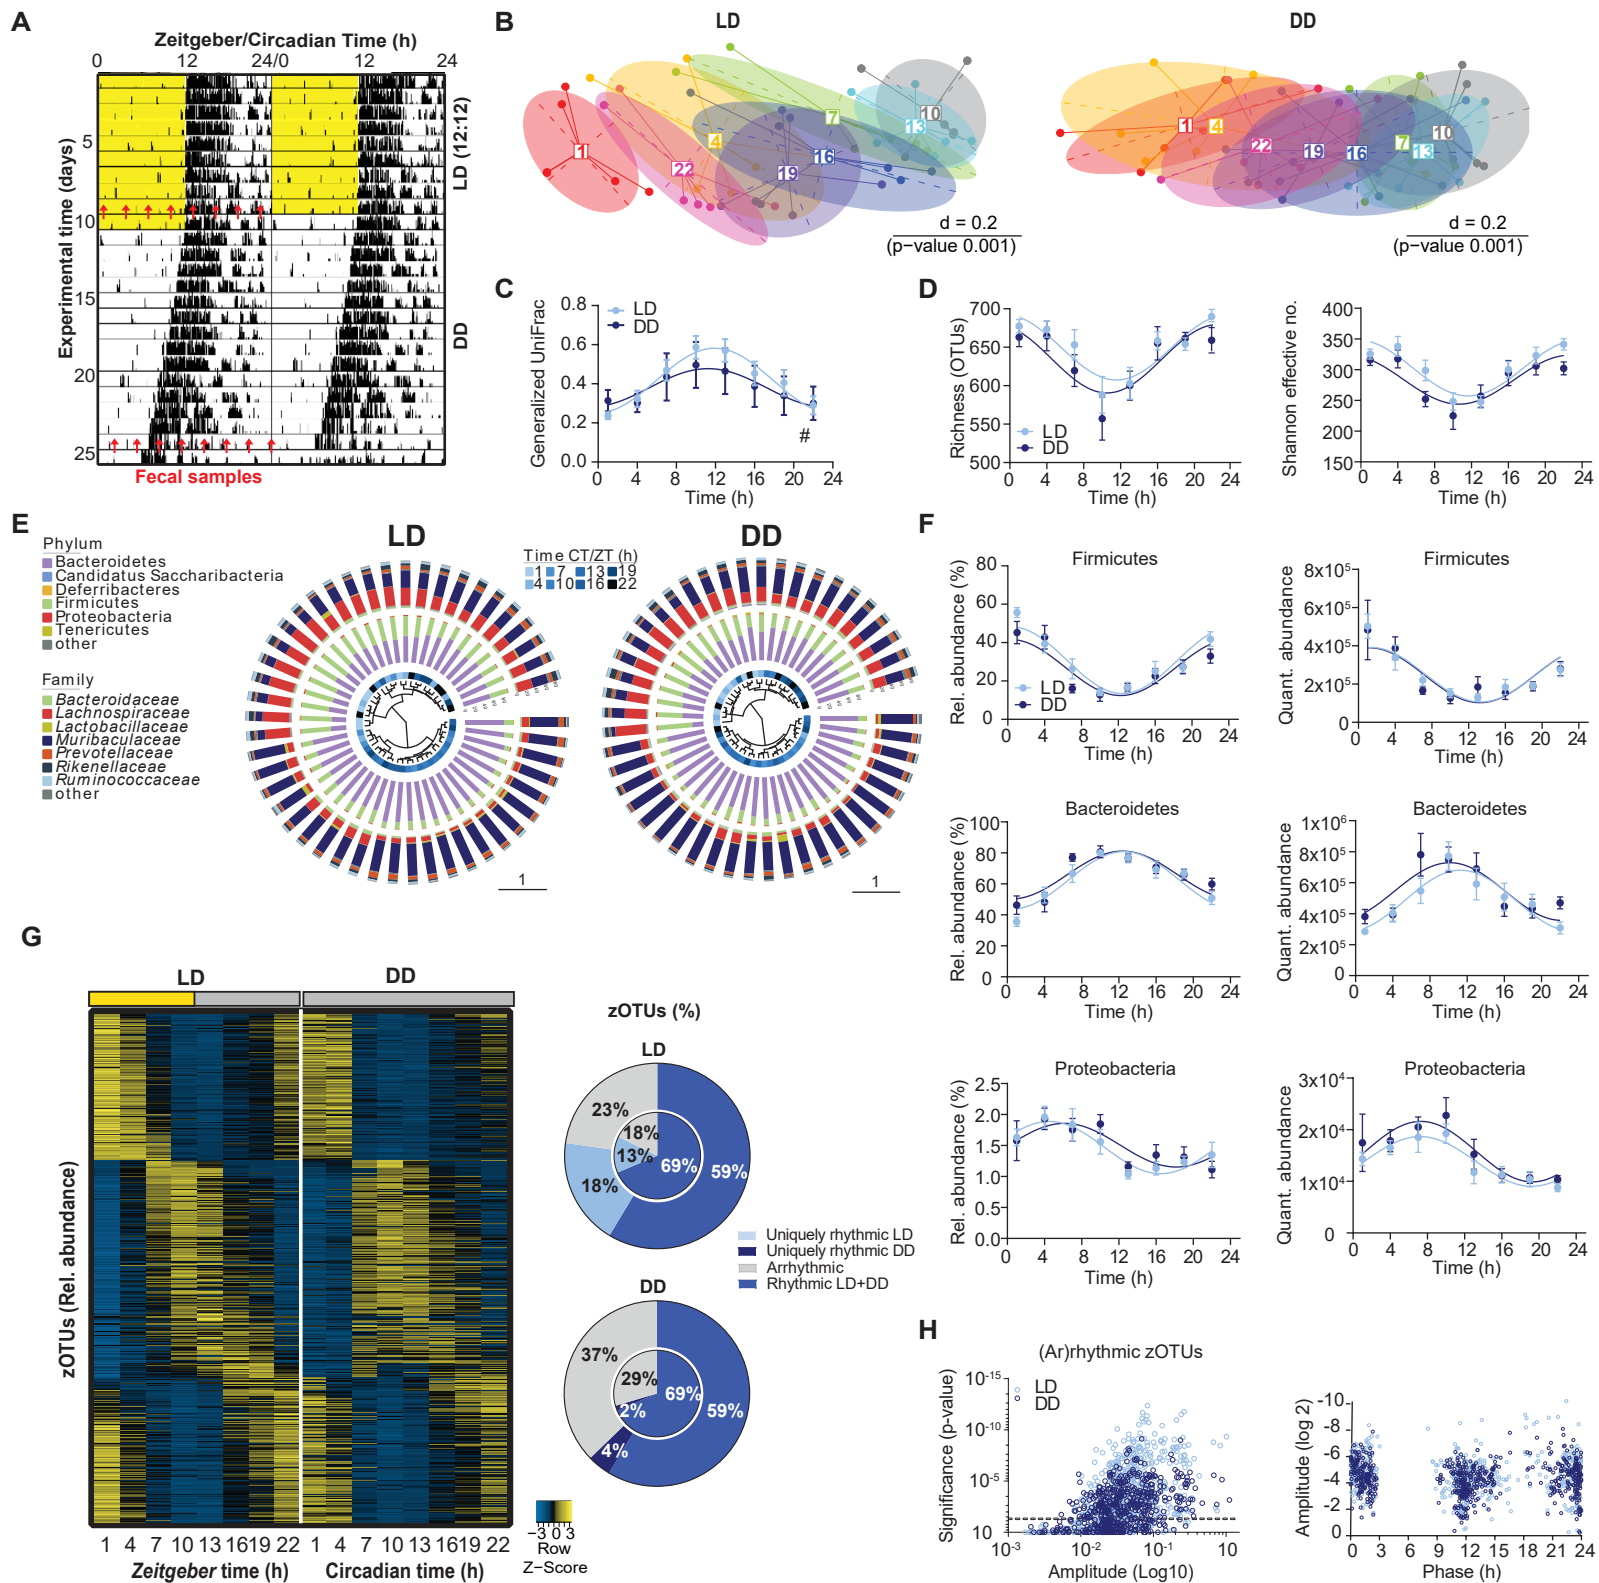 A
Zeitgeber/Circadian Time (h)
0 12 24/0 12 24
Experimental time (days)
5
10
15
20
25
LD (12:12)
DD
Fecal samples
B
LD
1 4 22 7 19 16 13 10
d = 0.2
(p-value 0.001)
DD
1 4 22 19 16 7 13 10
d = 0.2
(p-value 0.001)
C
Generalized UniFrac
0.8
0.6
0.4
0.2
0.0
LD
DD
#
0 4 8 12 16 20 24
Time (h)
D
Richness (OTUs)
700
650
600
550
500
LD
DD
0 4 8 12 16 20 24
Time (h)
Shannon effective no.
400
350
300
250
200
150
0 4 8 12 16 20 24
Time (h)
E
Phylum
Bacteroidetes
Candidatus Saccharibacteria
Deferribacteres
Firmicutes
Proteobacteria
Tenericutes
other
Family
Bacteroidaceae
Lachnospiraceae
Lactobacillaceae
Muribaculaceae
Prevotellaceae
Rikenellaceae
Ruminococcaceae
other
LD
Time CT/ZT (h)
1 7 13 19
4 10 16 22
DD
1
1
F
Firmicutes
Rel. abundance (%)
80
60
40
20
0
LD
DD
0 4 8 12 16 20 24
Time (h)
Firmicutes
Quant. abundance
8x10⁵
6x10⁵
4x10⁵
2x10⁵
0
0 4 8 12 16 20 24
Time (h)
Bacteroidetes
Rel. abundance (%)
100
80
60
40
20
0
0 4 8 12 16 20 24
Time (h)
Bacteroidetes
Quant. abundance
1x10⁶
8x10⁵
6x10⁵
4x10⁵
2x10⁵
0
0 4 8 12 16 20 24
Time (h)
Proteobacteria
Rel. abundance (%)
2.5
2.0
1.5
1.0
0.5
0.0
0 4 8 12 16 20 24
Time (h)
Proteobacteria
Quant. abundance
3x10⁴
2x10⁴
1x10⁴
0
0 4 8 12 16 20 24
Time (h)
G
LD DD
zOTUs (Rel. abundance)
1 4 7 10 13 16 19 22 1 4 7 10 13 16 19 22
Zeitgeber time (h) Circadian time (h)
−3 0 3
Row
Z−Score
zOTUs (%)
LD
23%
18%
13%
69%
59%
18%
Uniquely rhythmic LD
Uniquely rhythmic DD
Arrhythmic
Rhythmic LD+DD
DD
37%
29%
69%
59%
2%
4%
H
(Ar)rhythmic zOTUs
Significance (p-value)
10⁻¹⁵
10⁻¹⁰
10⁻⁵
10
LD
DD
10⁻³ 10⁻² 10⁻¹ 10
Amplitude (Log10)
Amplitude (log 2)
-10
-8
-6
-4
-2
0
0 3 6 9 12 15 18 21 24
Phase (h)